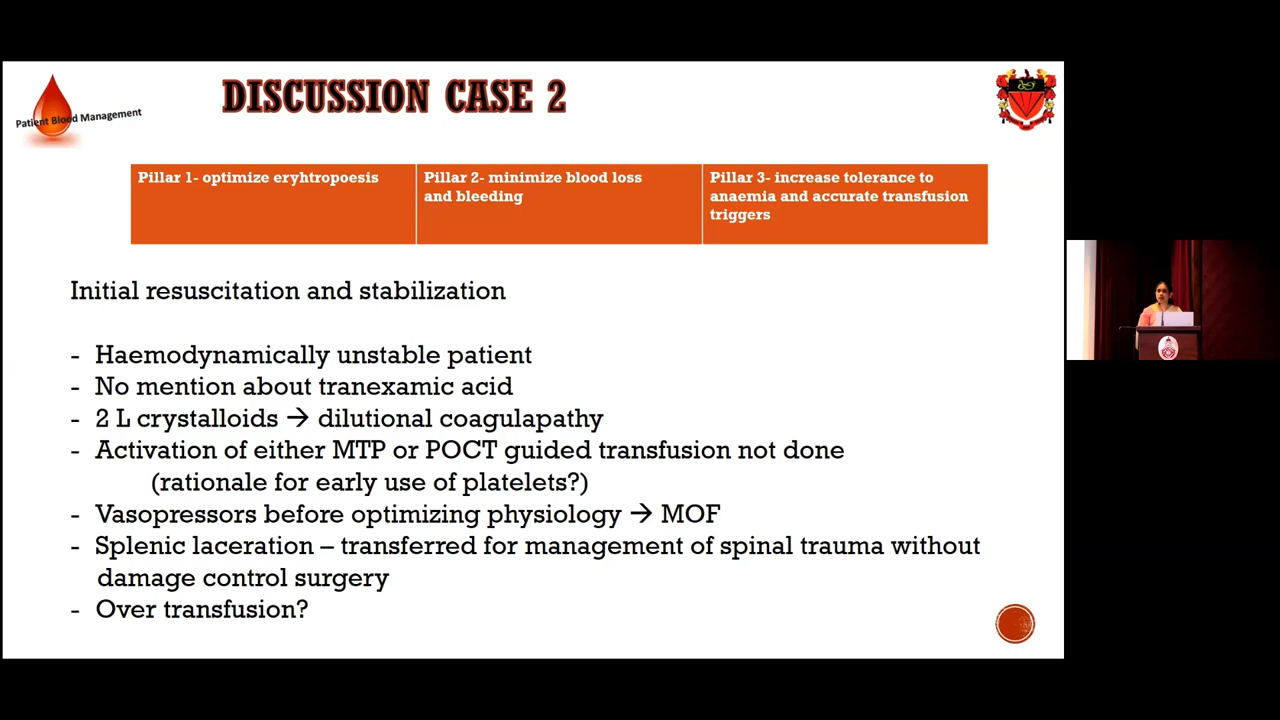 Patient Blood Management
DISCUSSION CASE 2
Pillar 1- optimize eryhtropoesis
Pillar 2- minimize blood loss
and bleeding
Pillar 3- increase tolerance to
anaemia and accurate transfusion
triggers
Initial resuscitation and stabilization
- Haemodynamically unstable patient
- No mention about tranexamic acid
- 2 L crystalloids → dilutional coagulapathy
- Activation of either MTP or POCT guided transfusion not done
(rationale for early use of platelets?)
- Vasopressors before optimizing physiology → MOF
- Splenic laceration – transferred for management of spinal trauma without
damage control surgery
- Over transfusion?